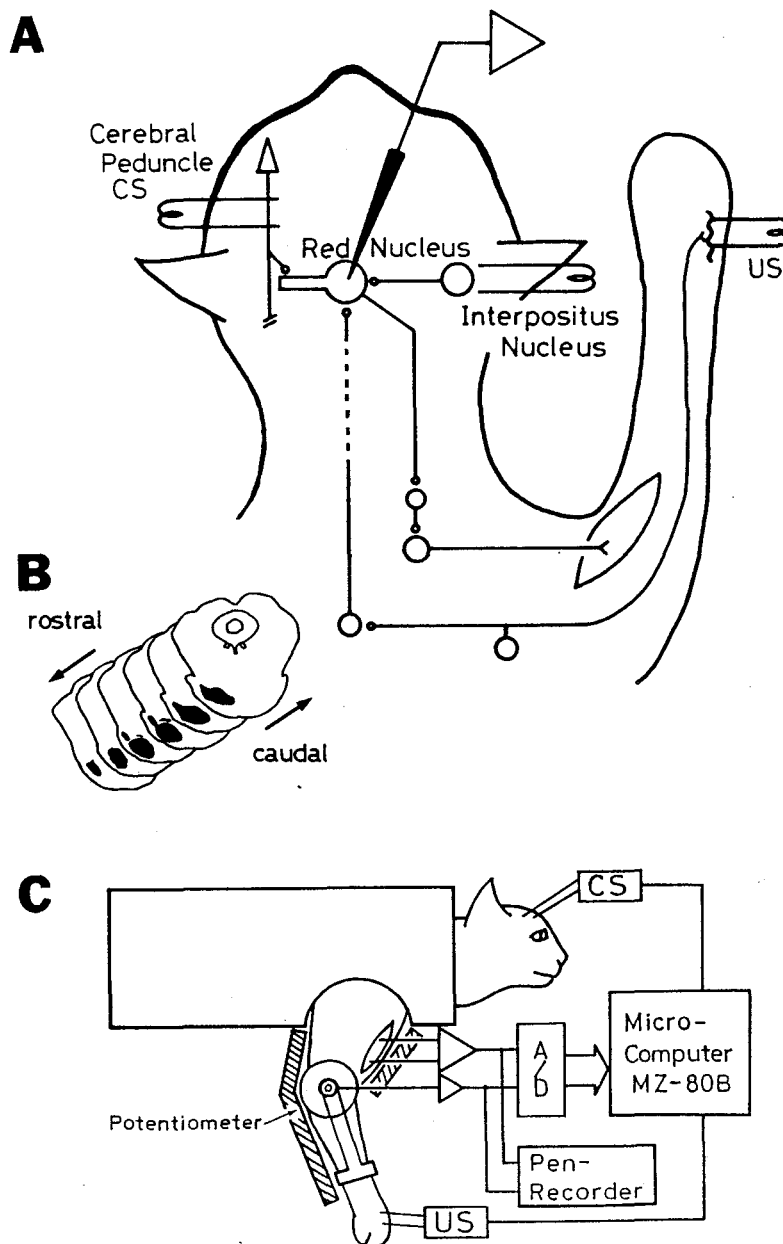 A
Cerebral
Peduncle
CS
Red Nucleus
US
Interpositus
Nucleus
B
rostral
caudal
C
CS
A/D
Micro-
Computer
MZ-80B
Potentiometer
Pen-
Recorder
US